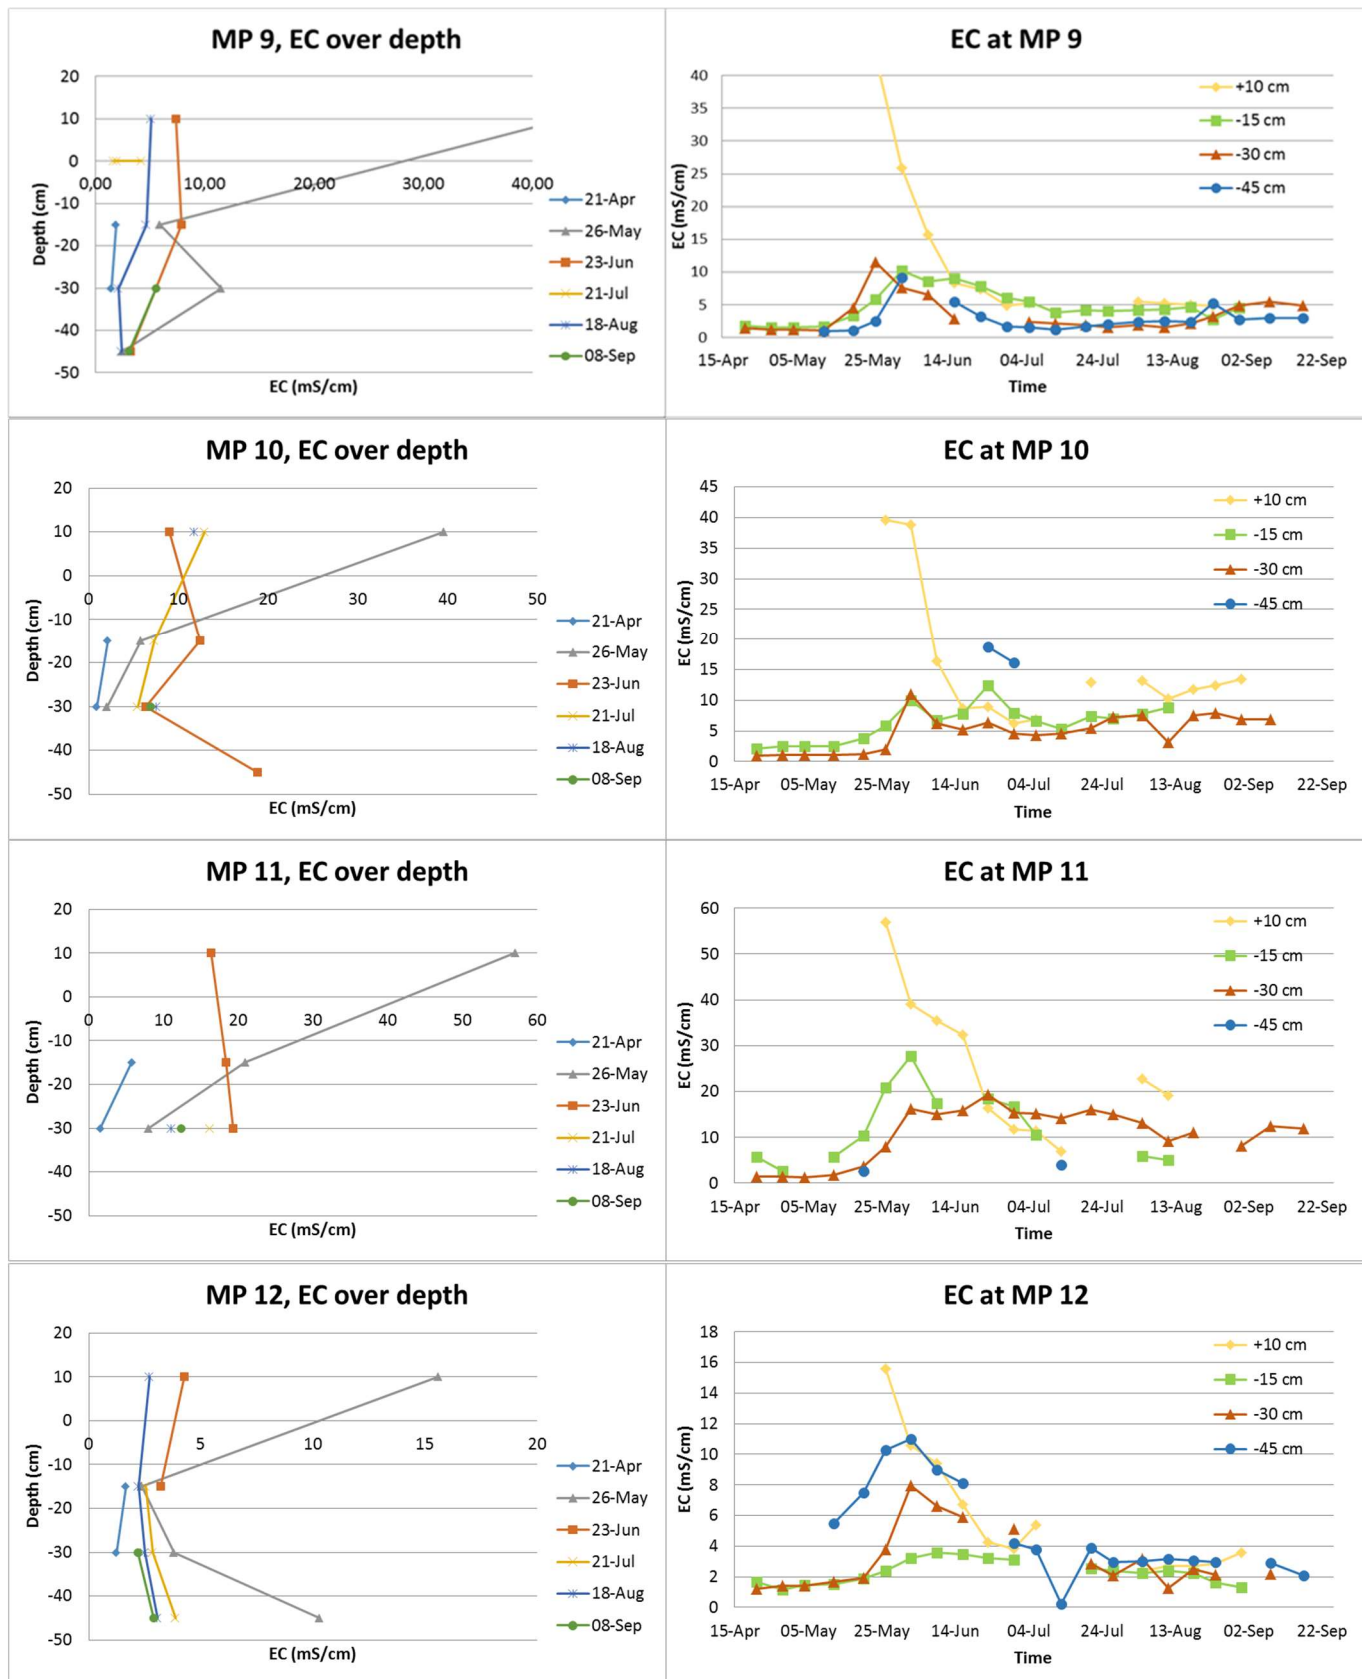 MP 9, EC over depth
20
10
0
0,00 10,00 20,00 30,00 40,00
-10
-20
-30
-40
-50
Depth (cm)
EC (mS/cm)
21-Apr
26-May
23-Jun
21-Jul
18-Aug
08-Sep
EC at MP 9
40
35
30
25
20
15
10
5
0
EC (mS/cm)
15-Apr 05-May 25-May 14-Jun 04-Jul 24-Jul 13-Aug 02-Sep 22-Sep
Time
+10 cm
-15 cm
-30 cm
-45 cm
MP 10, EC over depth
20
10
0
0 10 20 30 40 50
-10
-20
-30
-40
-50
Depth (cm)
EC (mS/cm)
21-Apr
26-May
23-Jun
21-Jul
18-Aug
08-Sep
EC at MP 10
45
40
35
30
25
20
15
10
5
0
EC (mS/cm)
15-Apr 05-May 25-May 14-Jun 04-Jul 24-Jul 13-Aug 02-Sep 22-Sep
Time
+10 cm
-15 cm
-30 cm
-45 cm
MP 11, EC over depth
20
10
0
0 10 20 30 40 50 60
-10
-20
-30
-40
-50
Depth (cm)
EC (mS/cm)
21-Apr
26-May
23-Jun
21-Jul
18-Aug
08-Sep
EC at MP 11
60
50
40
30
20
10
0
EC (mS/cm)
15-Apr 05-May 25-May 14-Jun 04-Jul 24-Jul 13-Aug 02-Sep 22-Sep
Time
+10 cm
-15 cm
-30 cm
-45 cm
MP 12, EC over depth
20
10
0
0 5 10 15 20
-10
-20
-30
-40
-50
Depth (cm)
EC (mS/cm)
21-Apr
26-May
23-Jun
21-Jul
18-Aug
08-Sep
EC at MP 12
18
16
14
12
10
8
6
4
2
0
EC (mS/cm)
15-Apr 05-May 25-May 14-Jun 04-Jul 24-Jul 13-Aug 02-Sep 22-Sep
Time
+10 cm
-15 cm
-30 cm
-45 cm